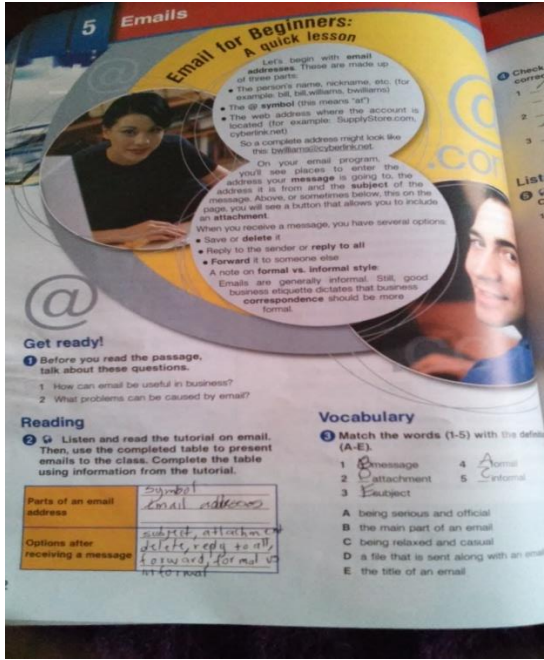 5 Emails
Email for Beginners:
A quick lesson
Let's begin with email
addresses. These are made up
of three parts:
• The person's name, nickname, etc. (for
example: bill, bill.williams, bwilliams)
• The @ symbol (this means "at")
• The web address where the account is
located (for example: SupplyStore.com,
cyberlink.net)
So a complete address might look like
this: bwilliams@cyberlink.net.
On your email program,
you'll see places to enter the
address your message is going to, the
address it is from and the subject of the
message. Above, or sometimes below, this on the
page, you will see a button that allows you to include
an attachment.
When you receive a message, you have several options:
• Save or delete it
• Reply to the sender or reply to all
• Forward it to someone else
A note on formal vs. informal style:
Emails are generally informal. Still, good
business etiquette dictates that business
correspondence should be more
formal.
@
.com
@
Get ready!
1 Before you read the passage,
talk about these questions.
1 How can email be useful in business?
2 What problems can be caused by email?
Reading
2 Listen and read the tutorial on email.
Then, use the completed table to present
emails to the class. Complete the table
using information from the tutorial.
Parts of an email
address
symbol
email addresses
Options after
receiving a message
subject, attachment
delete, reply to all,
forward, formal vs
informal
Vocabulary
3 Match the words (1-5) with the
(A-E).
1 B message 4 A formal
2 D attachment 5 C informal
3 E subject
A being serious and official
B the main part of an email
C being relaxed and casual
D a file that is sent along with an email
E the title of an email
4 Check
1
2
3
5